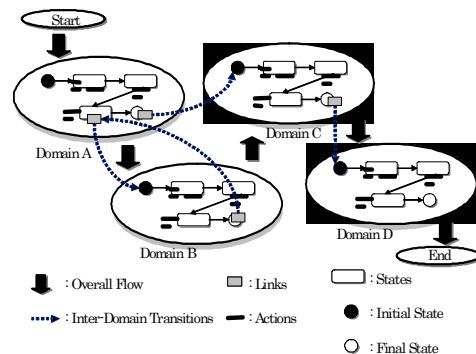 Start
Domain A
Domain C
Domain B
Domain D
End
: Overall Flow
: Links
: States
: Inter-Domain Transitions
: Actions
: Initial State
: Final State